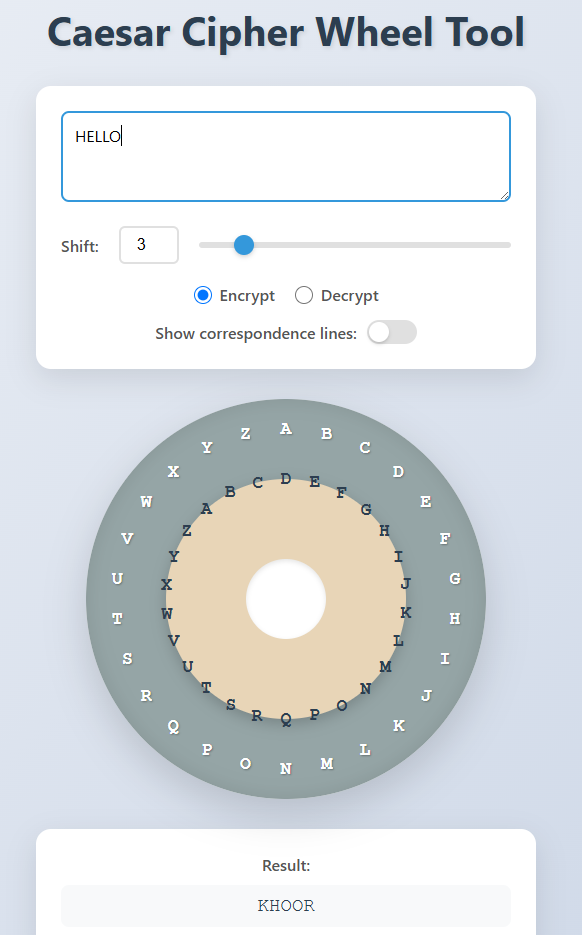 Caesar Cipher Wheel Tool
HELLO
Shift: 3
Encrypt Decrypt
Show correspondence lines:
A B C D E F G H I J K L M N O P Q R S T U V W X Y Z
D E F G H I J K L M N O P Q R S T U V W X Y Z A B C
Result:
KHOOR